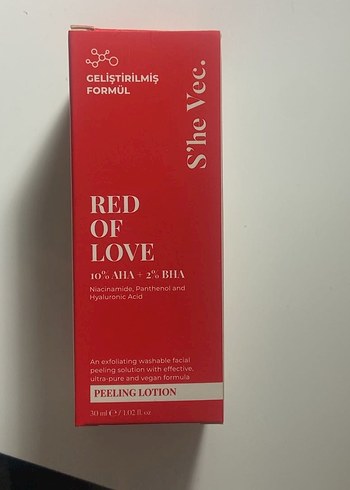 GELİŞTİRİLMİŞ
FORMÜL
S'he Vec.
RED
OF
LOVE
10% AHA + 2% BHA
Niacinamide, Panthenol and
Hyaluronic Acid
An exfoliating washable facial
peeling solution with effective,
ultra-pure and vegan formula
PEELING LOTION
30 ml ℮ / 1.02 fl. oz